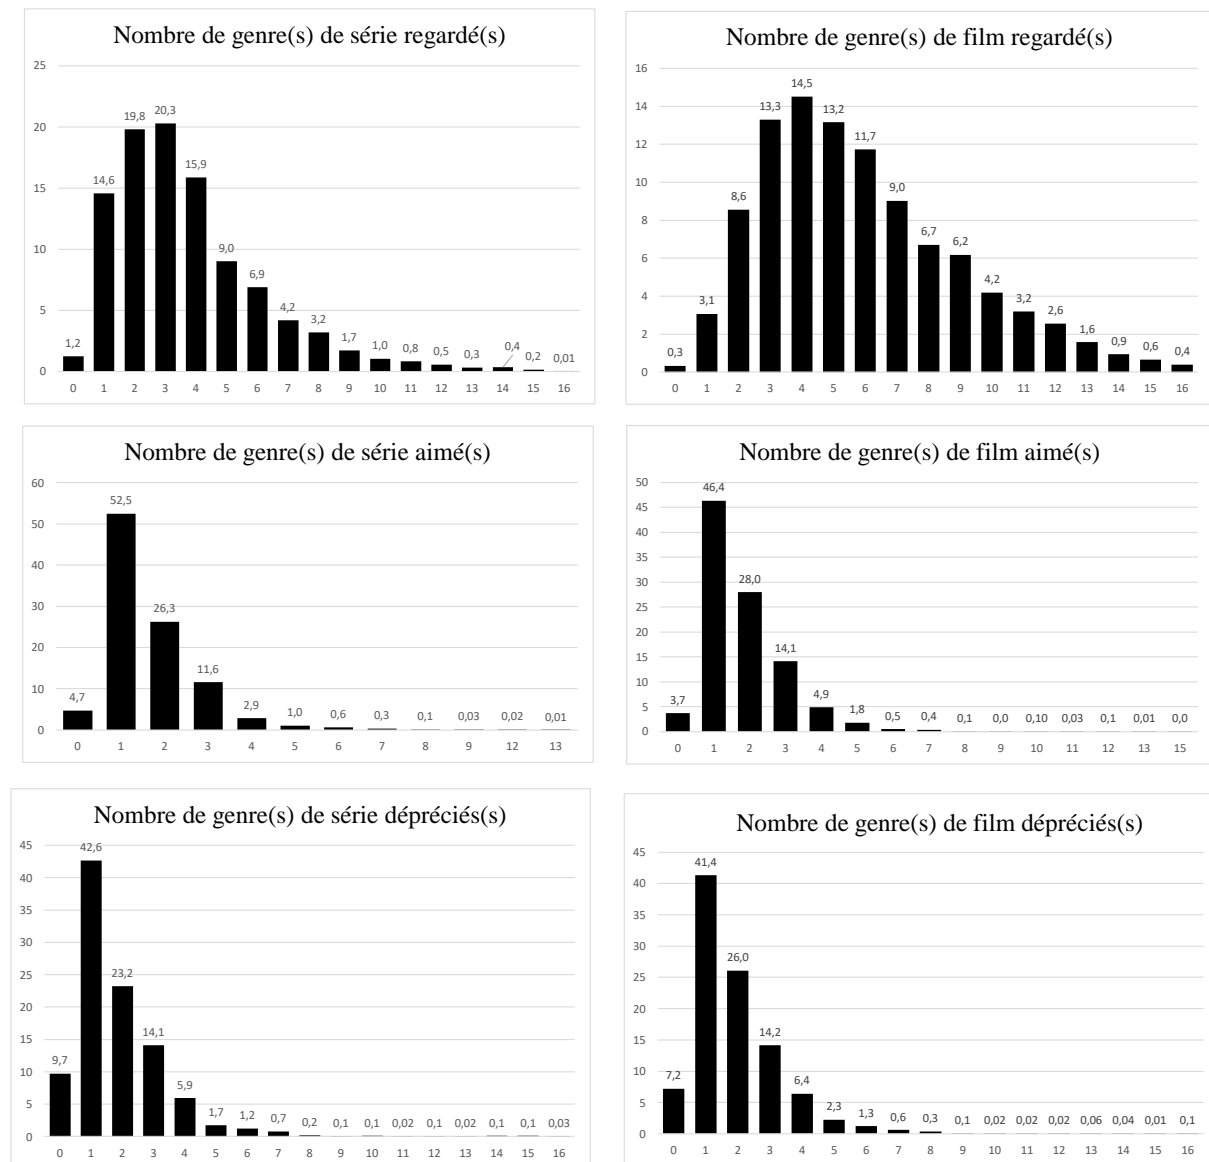 Nombre de genre(s) de série regardé(s)
25
20
15
10
5
0
1,2 14,6 19,8 20,3 15,9 9,0 6,9 4,2 3,2 1,7 1,0 0,8 0,5 0,3 0,4 0,2 0,01
0 1 2 3 4 5 6 7 8 9 10 11 12 13 14 15 16
Nombre de genre(s) de film regardé(s)
16
14
12
10
8
6
4
2
0
0,3 3,1 8,6 13,3 14,5 13,2 11,7 9,0 6,7 6,2 4,2 3,2 2,6 1,6 0,9 0,6 0,4
0 1 2 3 4 5 6 7 8 9 10 11 12 13 14 15 16
Nombre de genre(s) de série aimé(s)
60
50
40
30
20
10
0
4,7 52,5 26,3 11,6 2,9 1,0 0,6 0,3 0,1 0,03 0,02 0,01
0 1 2 3 4 5 6 7 8 9 12 13
Nombre de genre(s) de film aimé(s)
50
45
40
35
30
25
20
15
10
5
0
3,7 46,4 28,0 14,1 4,9 1,8 0,5 0,4 0,1 0,0 0,10 0,03 0,1 0,01 0,0
0 1 2 3 4 5 6 7 8 9 10 11 12 13 15
Nombre de genre(s) de série dépréciés(s)
45
40
35
30
25
20
15
10
5
0
9,7 42,6 23,2 14,1 5,9 1,7 1,2 0,7 0,2 0,1 0,1 0,02 0,1 0,02 0,1 0,1 0,03
0 1 2 3 4 5 6 7 8 9 10 11 12 13 14 15 16
Nombre de genre(s) de film dépréciés(s)
45
40
35
30
25
20
15
10
5
0
7,2 41,4 26,0 14,2 6,4 2,3 1,3 0,6 0,3 0,1 0,02 0,02 0,02 0,06 0,04 0,01 0,1
0 1 2 3 4 5 6 7 8 9 10 11 12 13 14 15 16